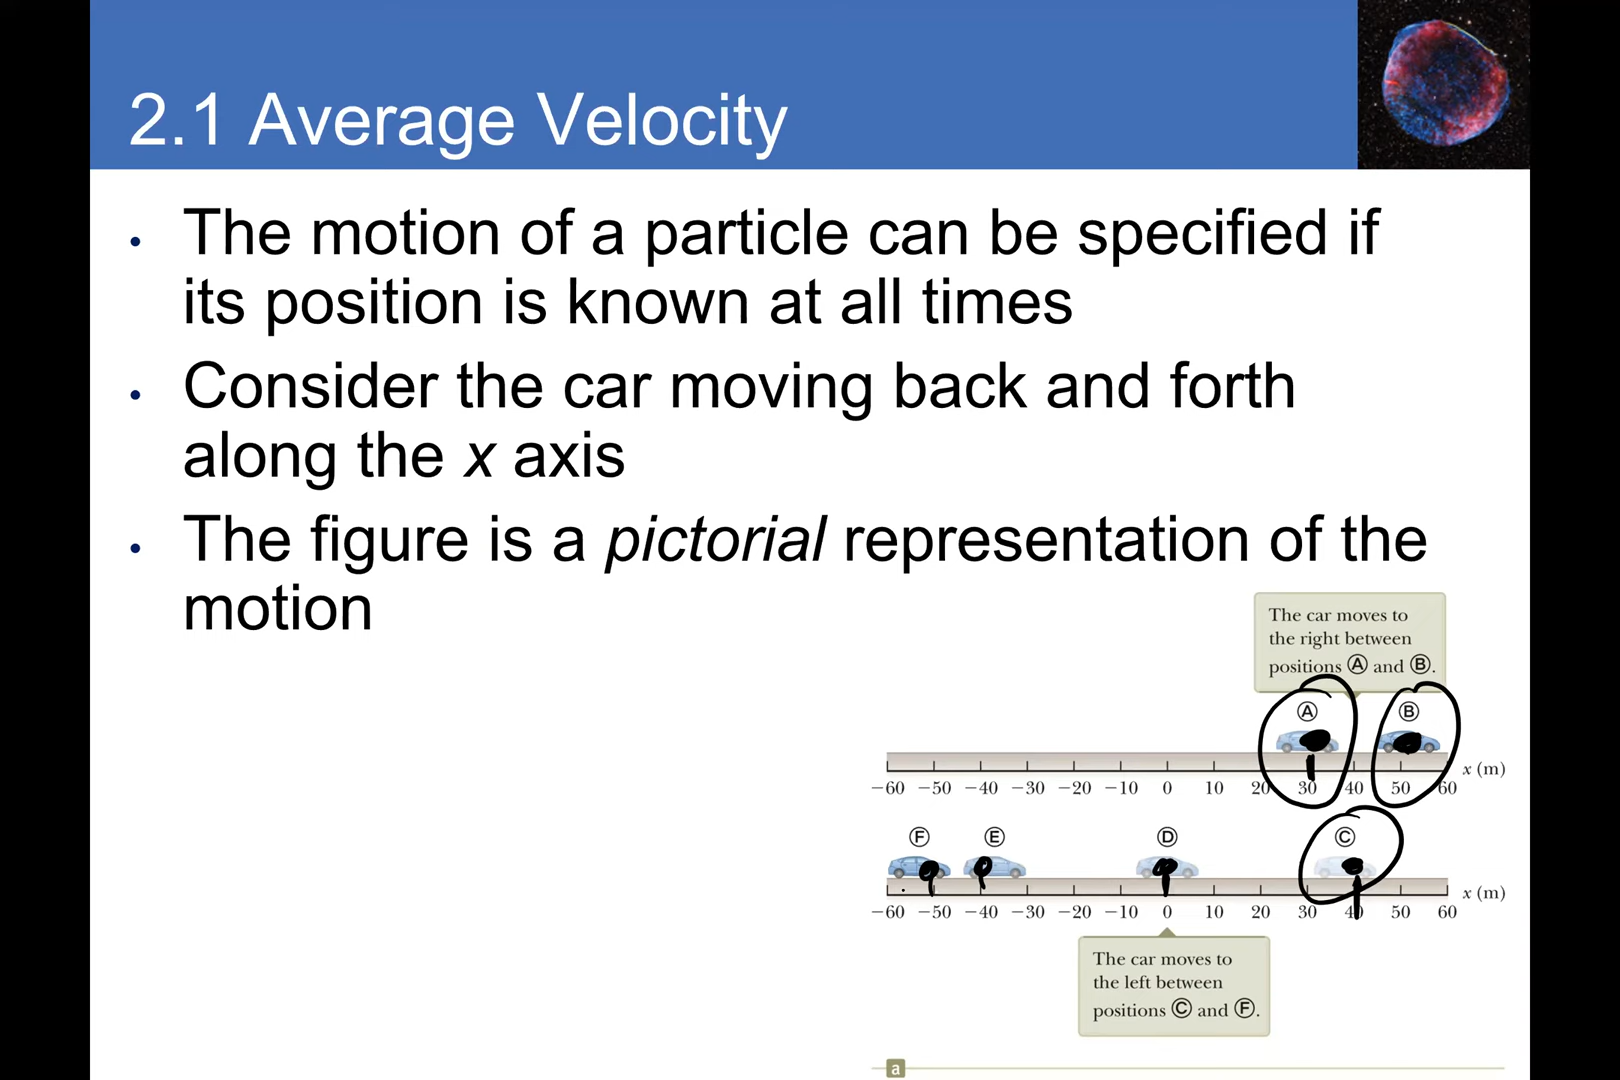 2.1 Average Velocity
• The motion of a particle can be specified if
its position is known at all times
• Consider the car moving back and forth
along the x axis
• The figure is a pictorial representation of the
motion
The car moves to
the right between
positions Ⓐ and Ⓑ.
Ⓐ Ⓑ
x (m)
−60 −50 −40 −30 −20 −10 0 10 20 30 40 50 60
Ⓕ Ⓔ Ⓓ Ⓒ
x (m)
−60 −50 −40 −30 −20 −10 0 10 20 30 40 50 60
The car moves to
the left between
positions Ⓒ and Ⓕ.
a